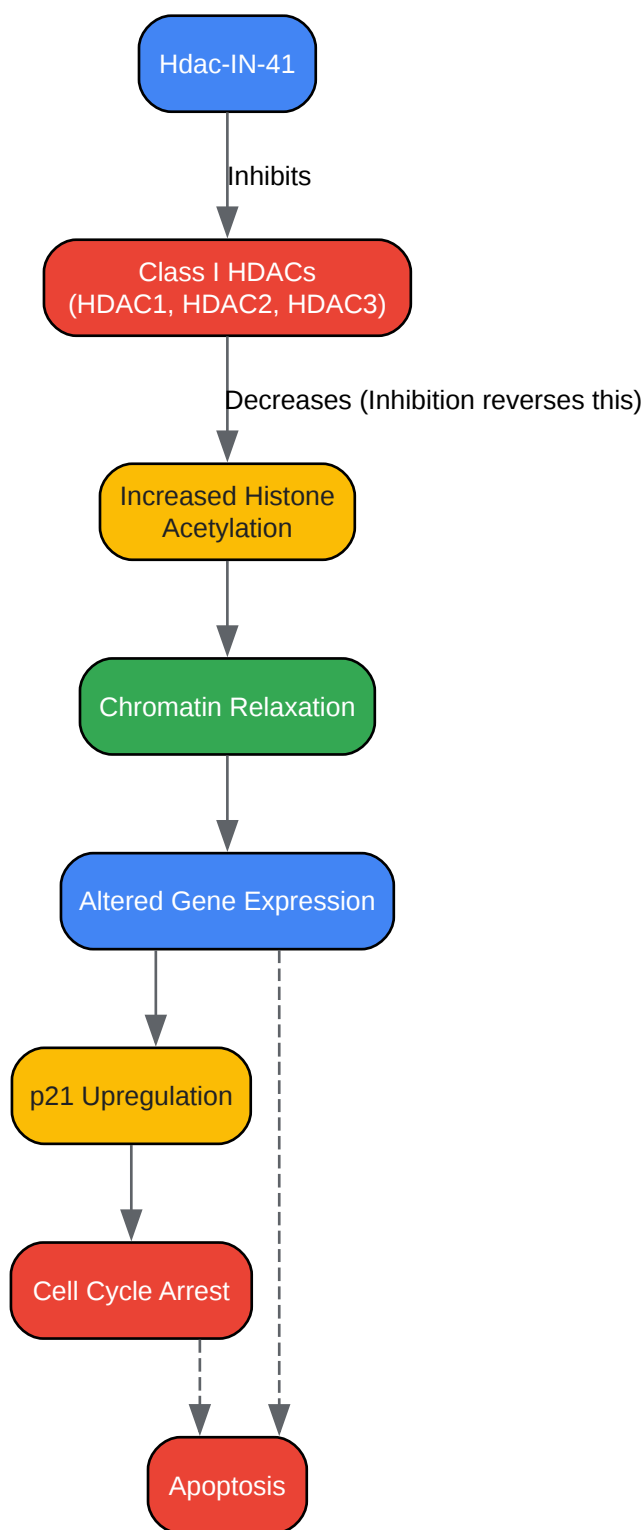 Hdac-IN-41
Inhibits
Class I HDACs
(HDAC1, HDAC2, HDAC3)
Decreases (Inhibition reverses this)
Increased Histone
Acetylation
Chromatin Relaxation
Altered Gene Expression
p21 Upregulation
Cell Cycle Arrest
Apoptosis